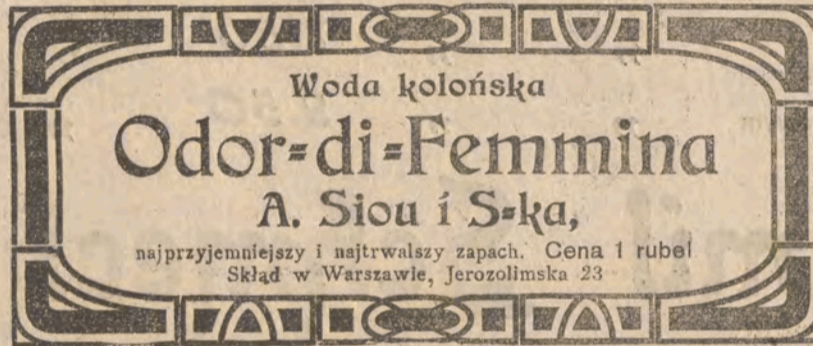 Woda kolońska
Odor-di-Femmina
A. Siou i S-ka,
najprzyjemniejszy i najtrwalszy zapach. Cena 1 rubel
Skład w Warszawie, Jerozolimska 23